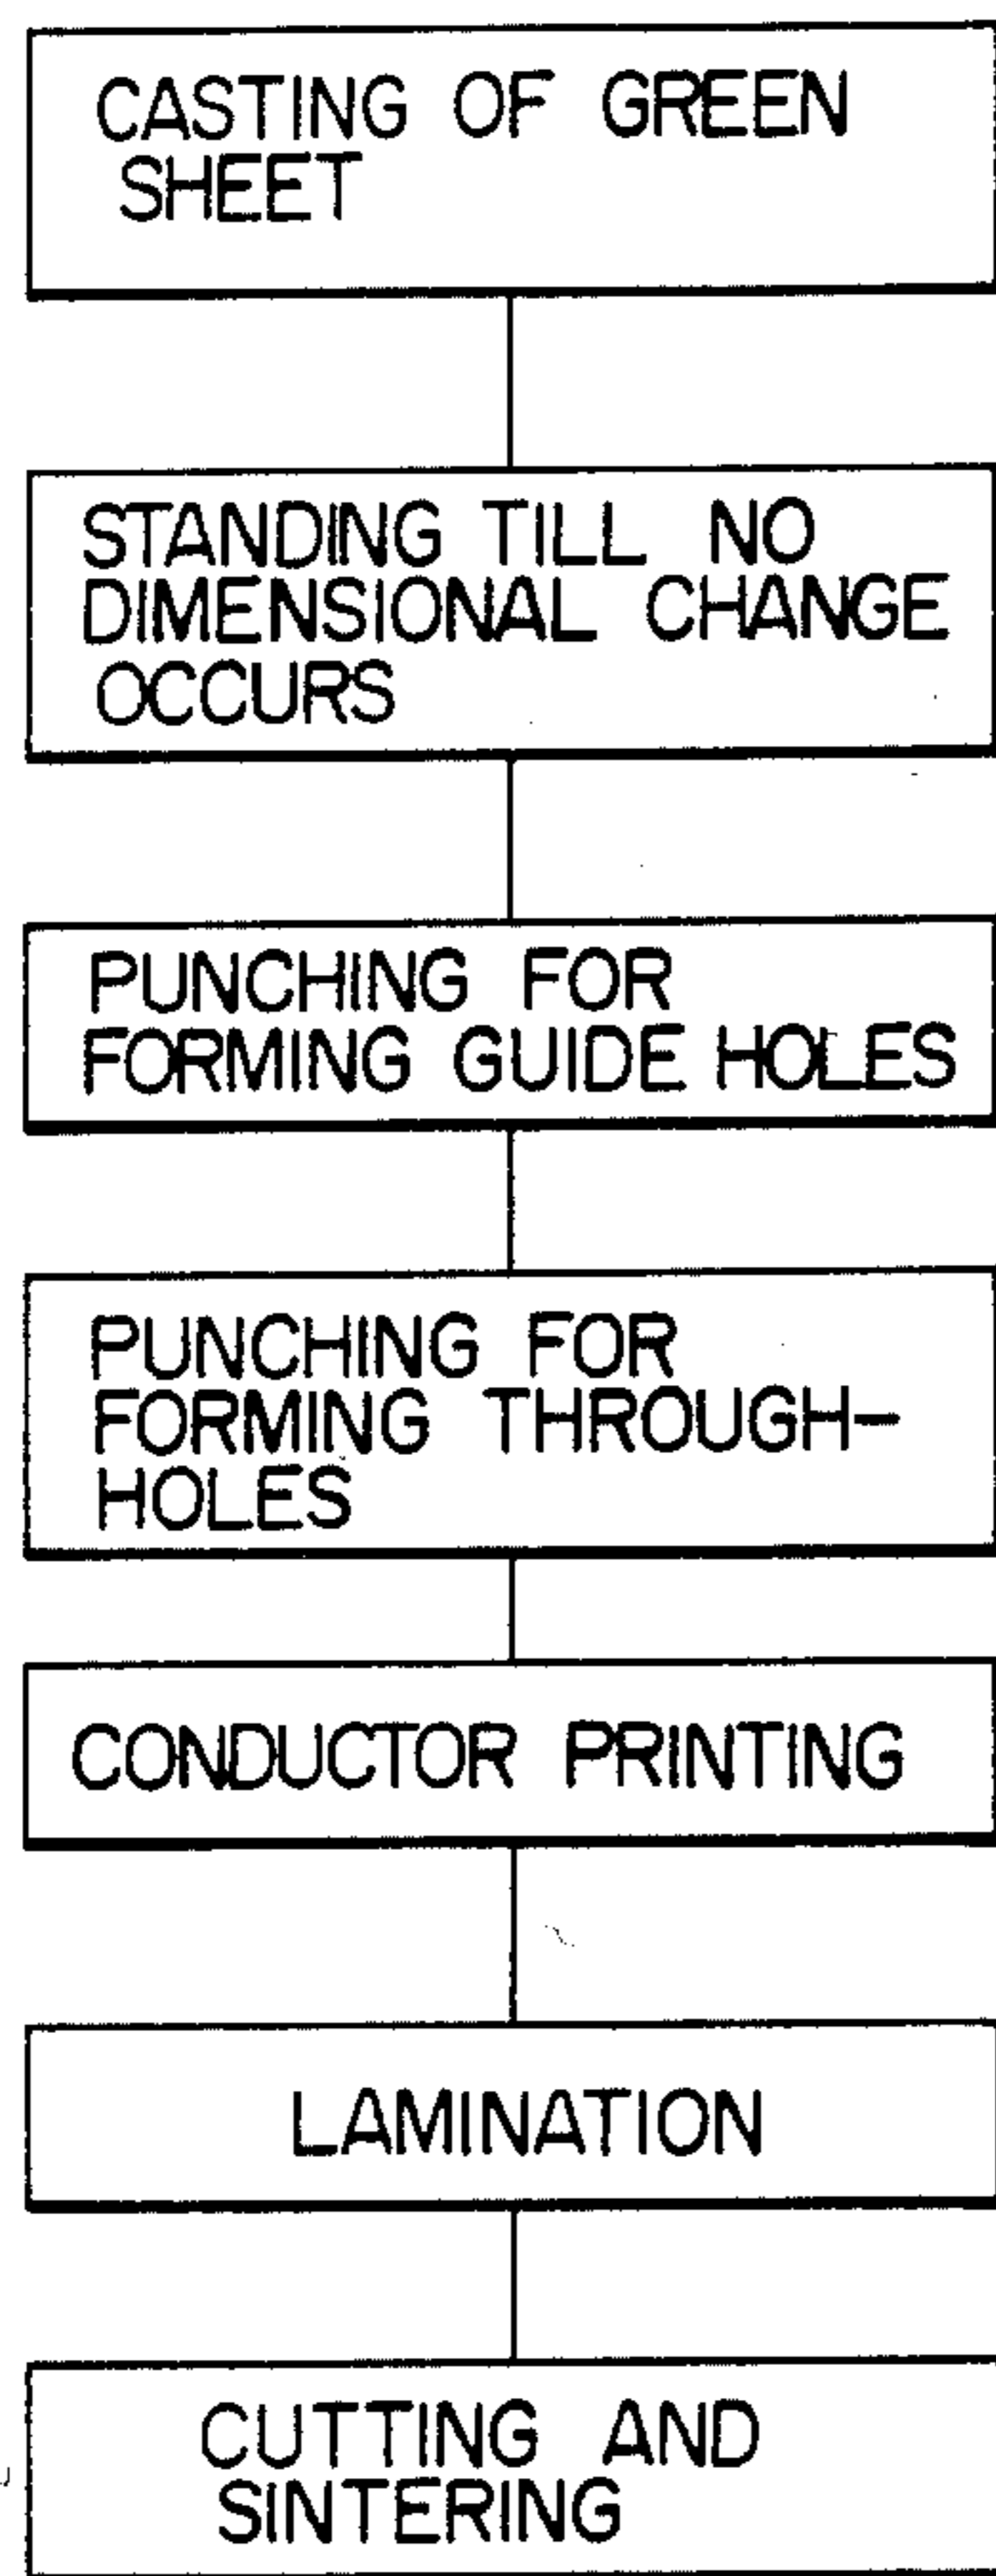 CASTING OF GREEN
SHEET
STANDING TILL NO
DIMENSIONAL CHANGE
OCCURS
PUNCHING FOR
FORMING GUIDE HOLES
PUNCHING FOR
FORMING THROUGH-
HOLES
CONDUCTOR PRINTING
LAMINATION
CUTTING AND
SINTERING